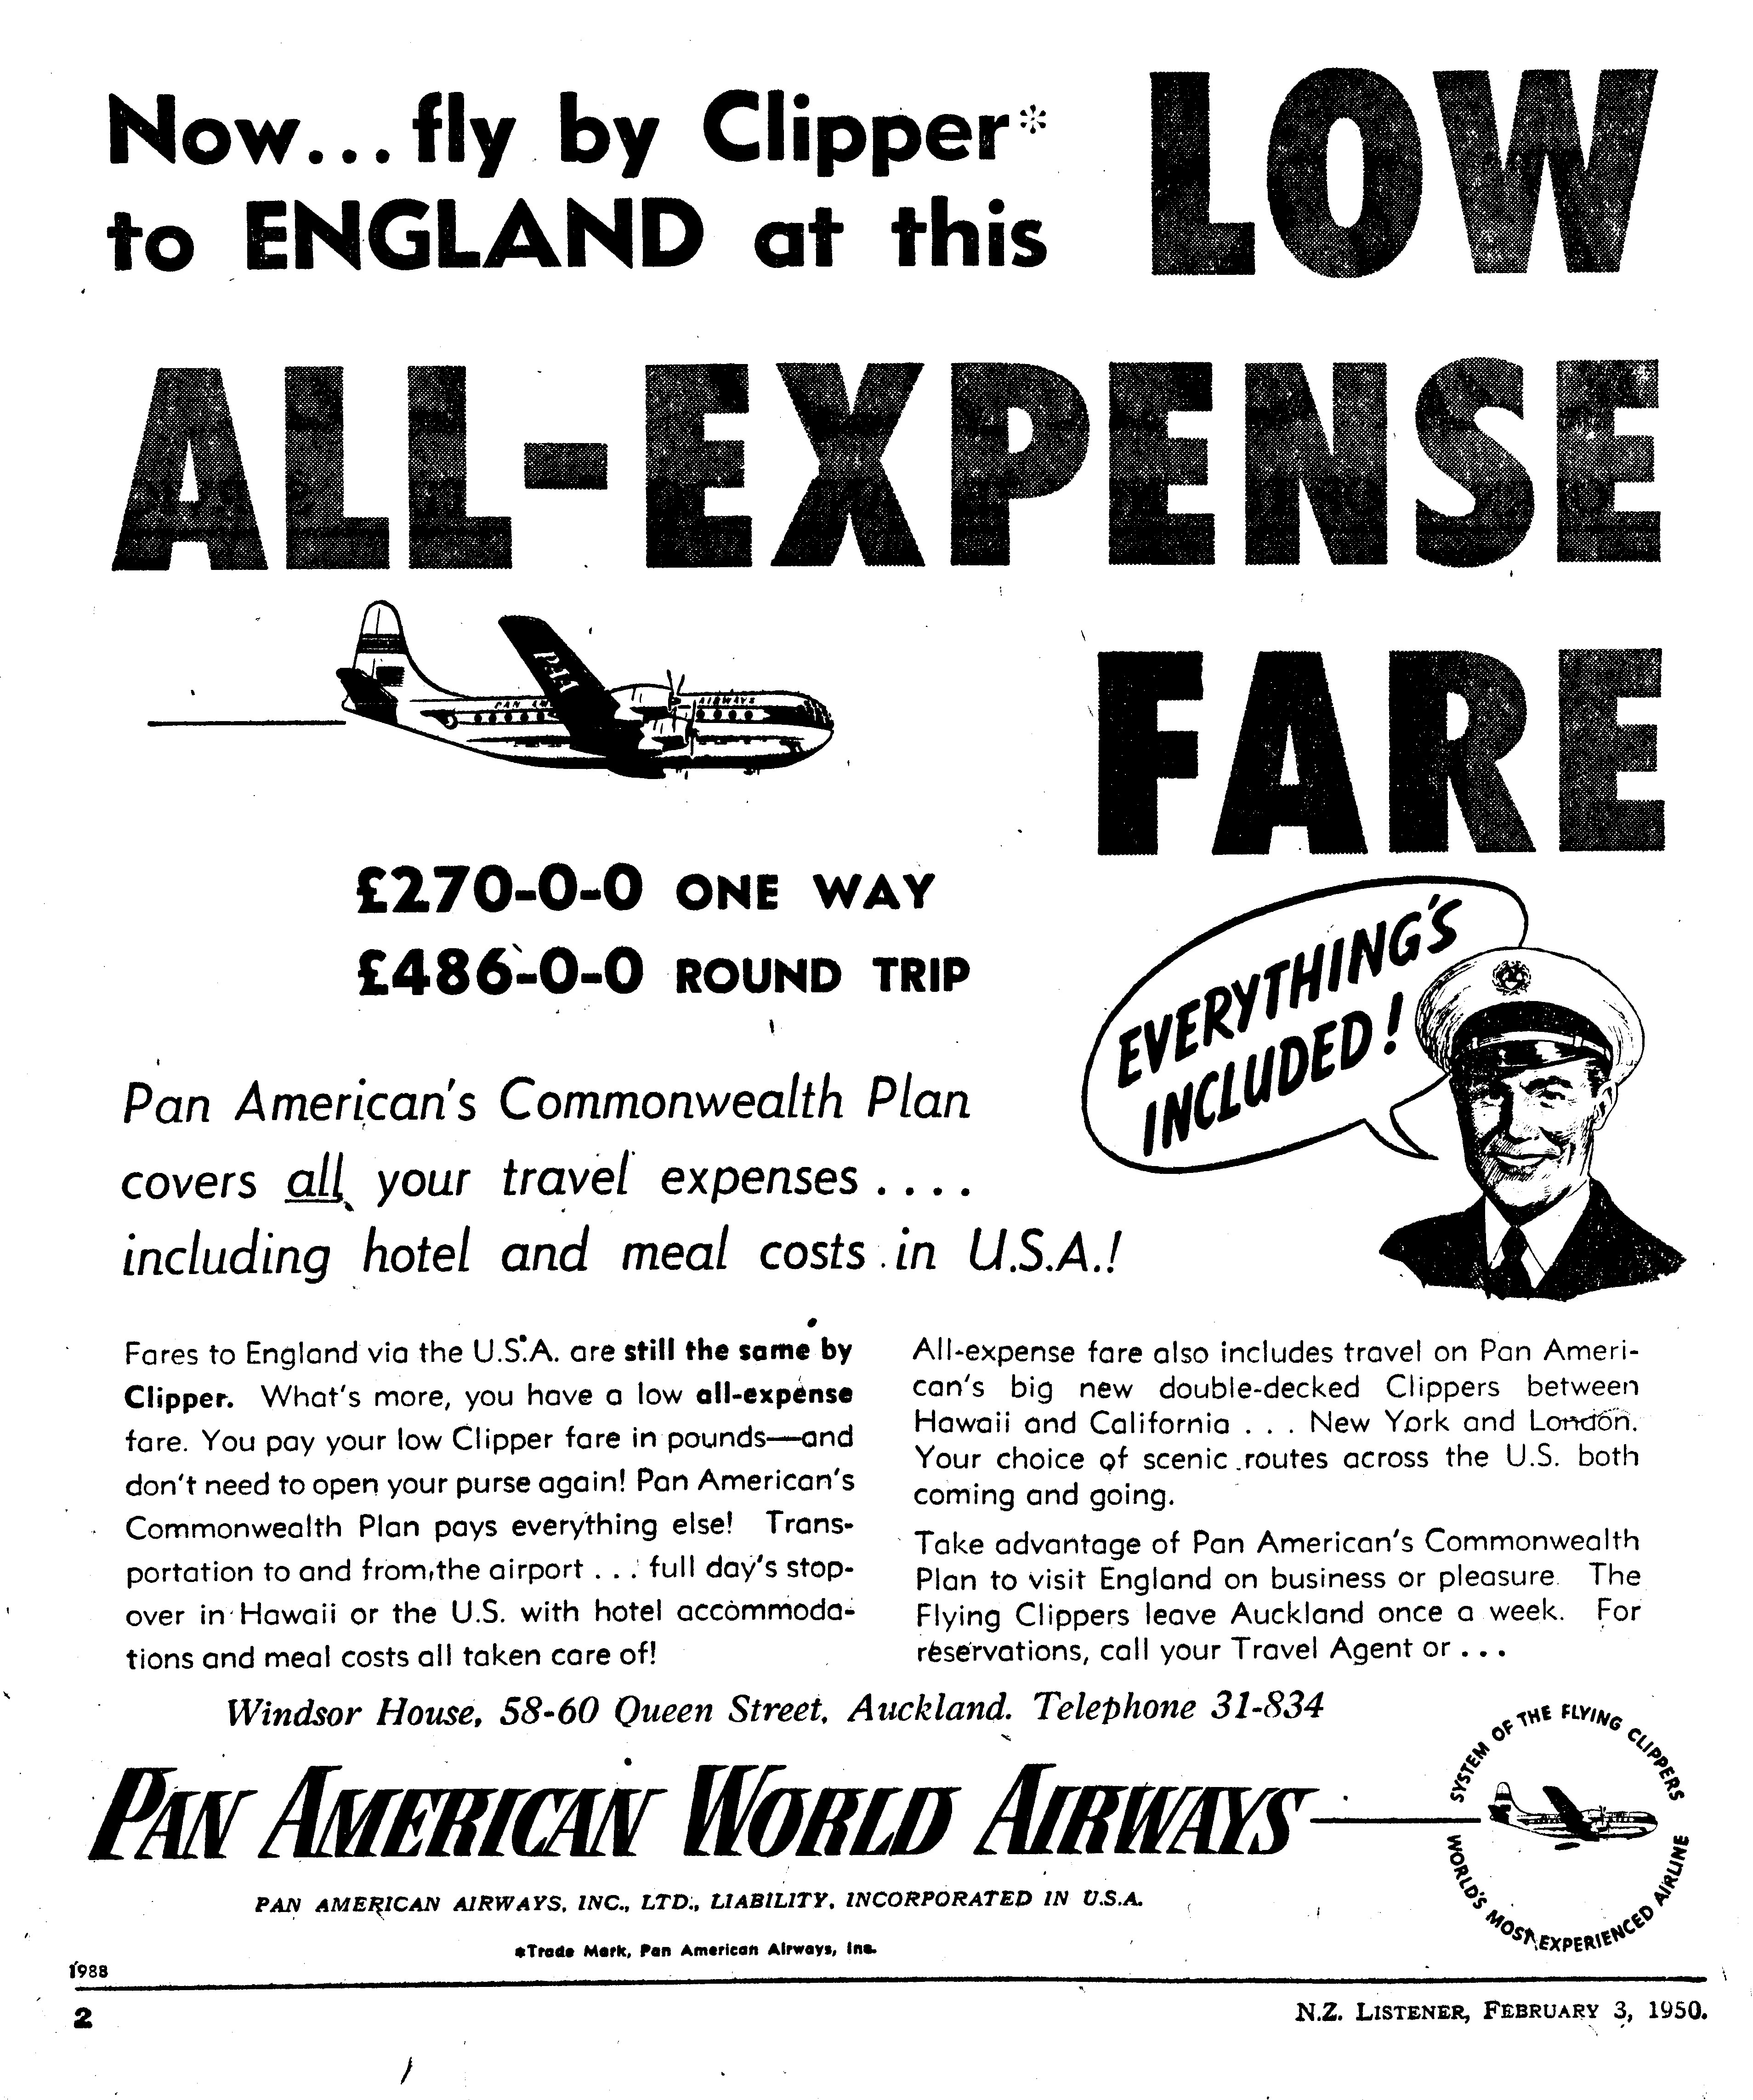 Now... fly by Clipper*
to ENGLAND at this
LOW
ALL-EXPENSE
FARE
PAA
PAN AM
AIRWAYS
£270-0-0 ONE WAY
£486-0-0 ROUND TRIP
EVERYTHING'S
INCLUDED!
Pan American's Commonwealth Plan
covers all your travel expenses . . . .
including hotel and meal costs in U.S.A.!
Fares to England via the U.S.A. are still the same by
Clipper. What's more, you have a low all-expense
fare. You pay your low Clipper fare in pounds—and
don't need to open your purse again! Pan American's
Commonwealth Plan pays everything else! Trans-
portation to and from the airport . . . full day's stop-
over in Hawaii or the U.S. with hotel accommoda-
tions and meal costs all taken care of!
All-expense fare also includes travel on Pan Ameri-
can's big new double-decked Clippers between
Hawaii and California . . . New York and London.
Your choice of scenic routes across the U.S. both
coming and going.
Take advantage of Pan American's Commonwealth
Plan to visit England on business or pleasure. The
Flying Clippers leave Auckland once a week. For
reservations, call your Travel Agent or . . .
Windsor House, 58-60 Queen Street, Auckland. Telephone 31-834
PAN AMERICAN WORLD AIRWAYS
SYSTEM OF THE FLYING CLIPPERS
WORLD'S MOST EXPERIENCED AIRLINE
PAN AMERICAN AIRWAYS, INC., LTD., LIABILITY, INCORPORATED IN U.S.A.
*Trade Mark, Pan American Airways, Inc.
1988
2
N.Z. LISTENER, FEBRUARY 3, 1950.